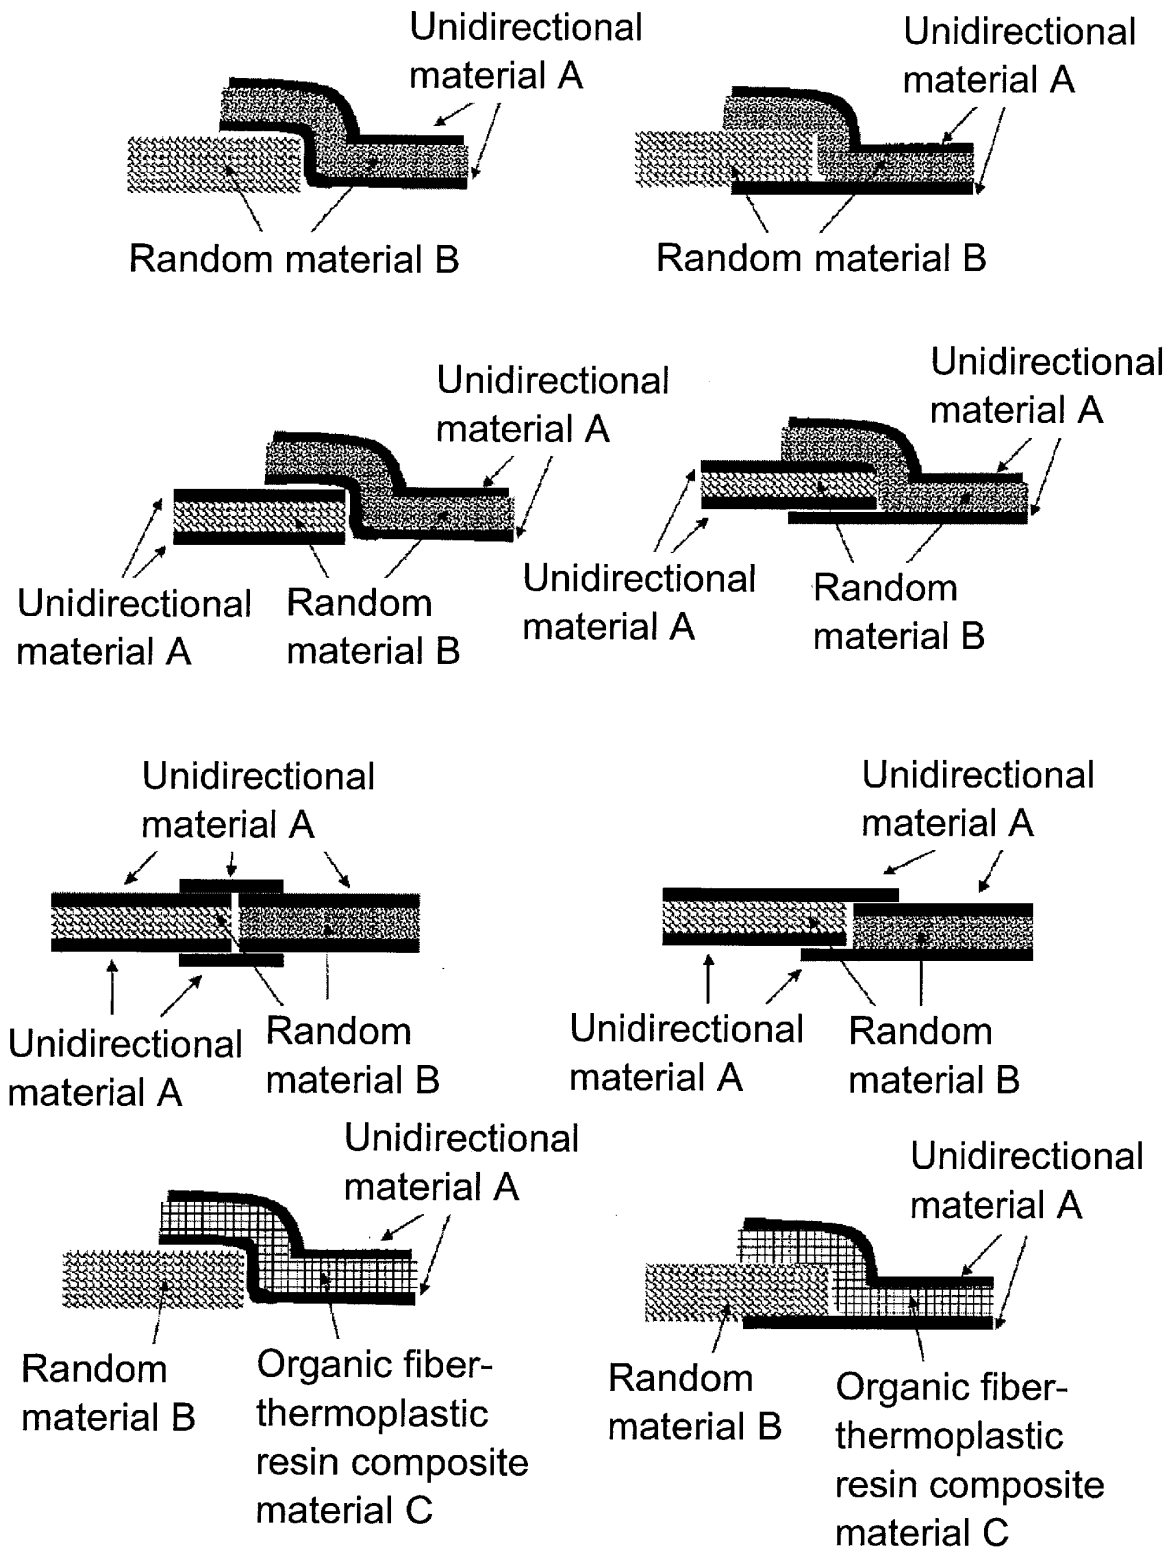 Unidirectional
material A
Random material B
Unidirectional
material A
Random material B
Unidirectional
material A
Unidirectional
material A
Random
material B
Unidirectional
material A
Unidirectional
material A
Random
material B
Unidirectional
material A
Unidirectional
material A
Random
material B
Unidirectional
material A
Unidirectional
material A
Random
material B
Unidirectional
material A
Random
material B
Organic fiber-
thermoplastic
resin composite
material C
Unidirectional
material A
Random
material B
Organic fiber-
thermoplastic
resin composite
material C